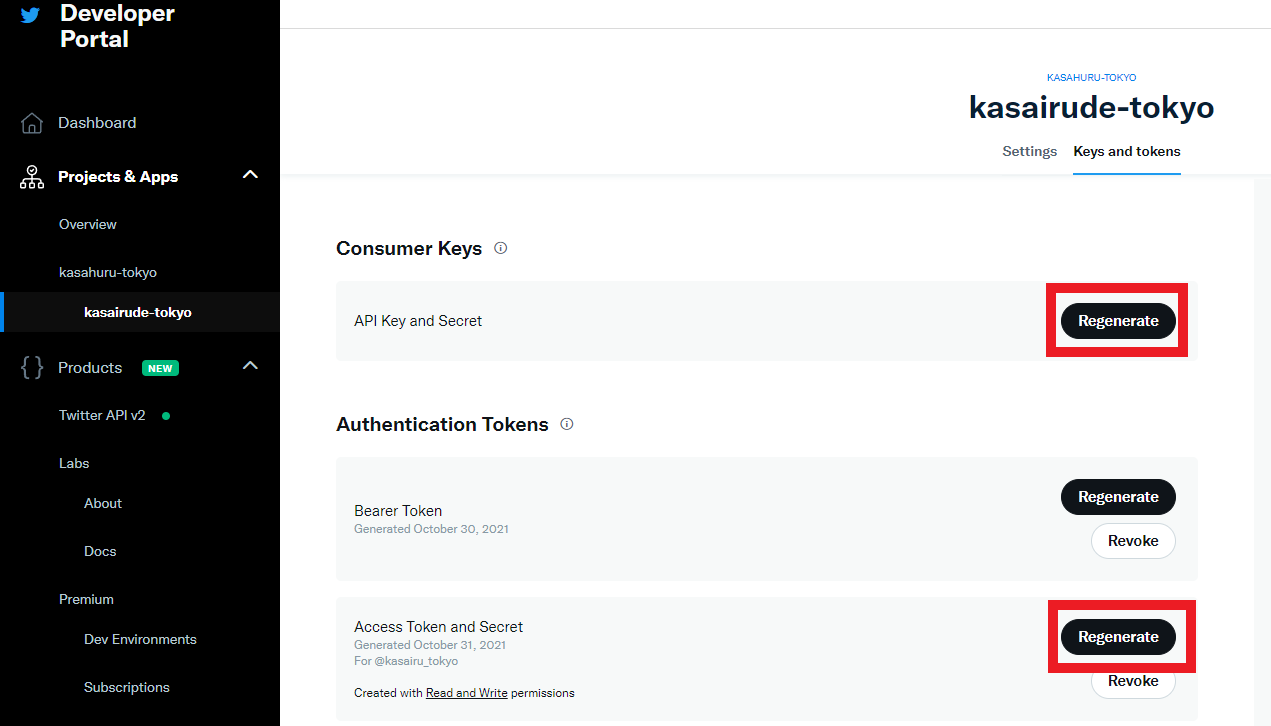 Developer
Portal
Dashboard
Projects & Apps
Overview
kasahuru-tokyo
kasairude-tokyo
Products NEW
Twitter API v2
Labs
About
Docs
Premium
Dev Environments
Subscriptions
KASAHURU-TOKYO
kasairude-tokyo
Settings Keys and tokens
Consumer Keys
API Key and Secret Regenerate
Authentication Tokens
Bearer Token
Generated October 30, 2021
Regenerate
Revoke
Access Token and Secret
Generated October 31, 2021
For @kasairu_tokyo
Created with Read and Write permissions
Regenerate
Revoke